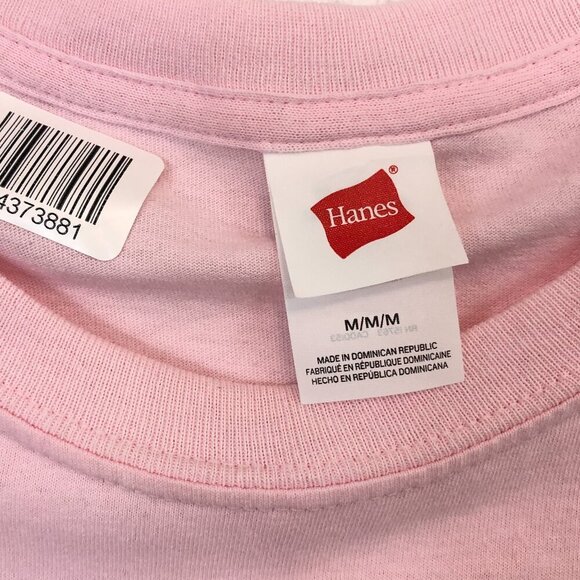 4373881
Hanes®
M/M/M
MADE IN DOMINICAN REPUBLIC
FABRIQUÉ EN RÉPUBLIQUE DOMINICAINE
HECHO EN REPÚBLICA DOMINICANA